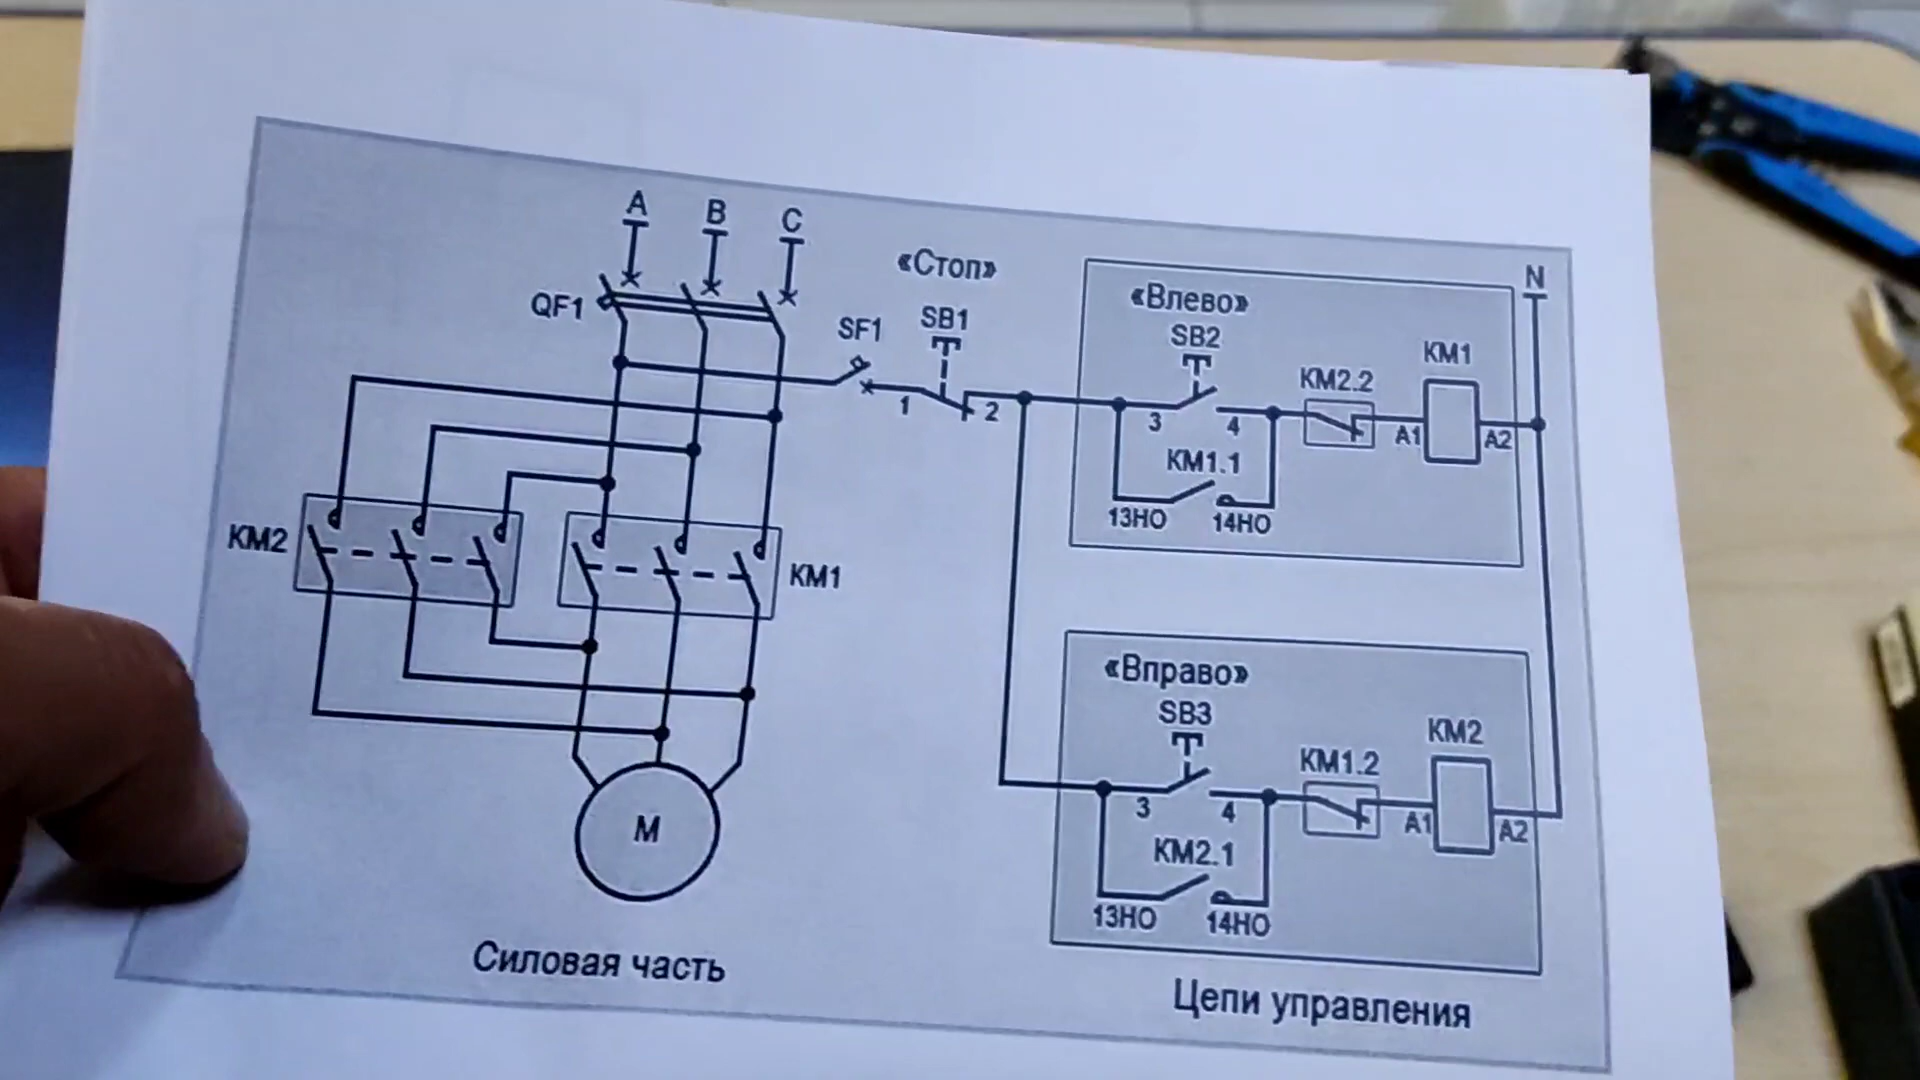 A
B
C
QF1
SF1
«Стоп»
SB1
1
2
KM2
KM1
M
Силовая часть
«Влево»
SB2
3
4
KM1.1
13НО
14НО
KM2.2
KM1
A1
A2
N
«Вправо»
SB3
3
4
KM2.1
13НО
14НО
KM1.2
KM2
A1
A2
Цепи управления